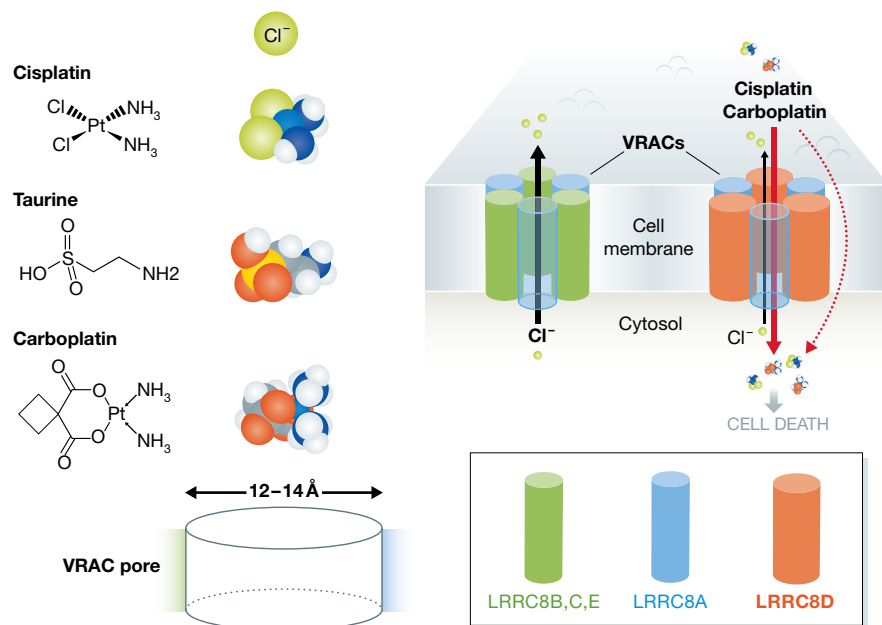 Cl⁻
Cisplatin
Cl
NH₃
Pt
Cl
NH₃
Taurine
O
HO
S
NH2
O
Carboplatin
O
O
NH₃
Pt
O
NH₃
O
12–14 Å
VRAC pore
Cisplatin
Carboplatin
VRACs
Cell
membrane
Cl⁻
Cytosol
Cl⁻
CELL DEATH
LRRC8B,C,E
LRRC8A
LRRC8D